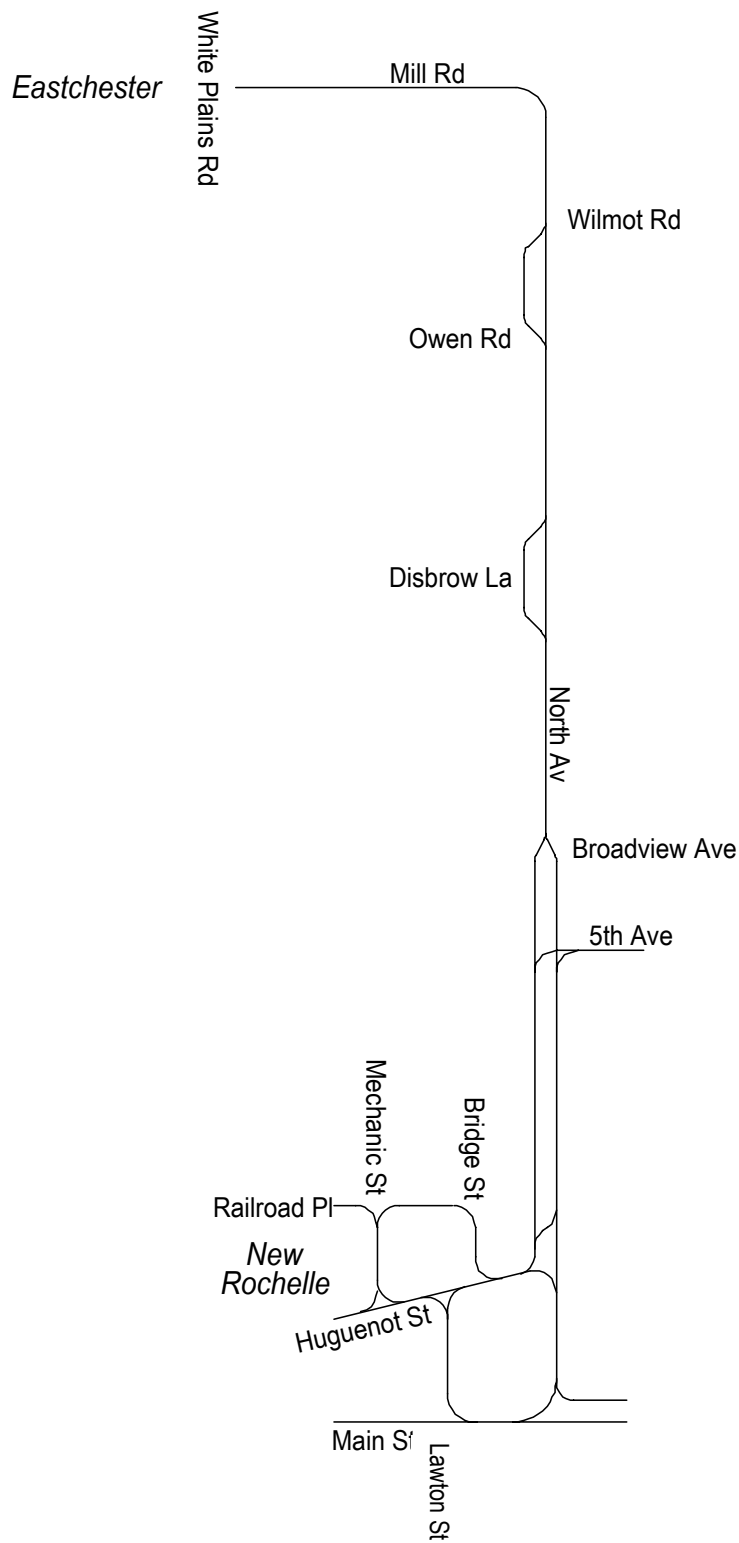 White Plains Rd
Eastchester
Mill Rd
Wilmot Rd
Owen Rd
Disbrow La
North Av
Broadview Ave
5th Ave
Mechanic St
Bridge St
Railroad Pl
New
Rochelle
Huguenot St
Main St
Lawton St